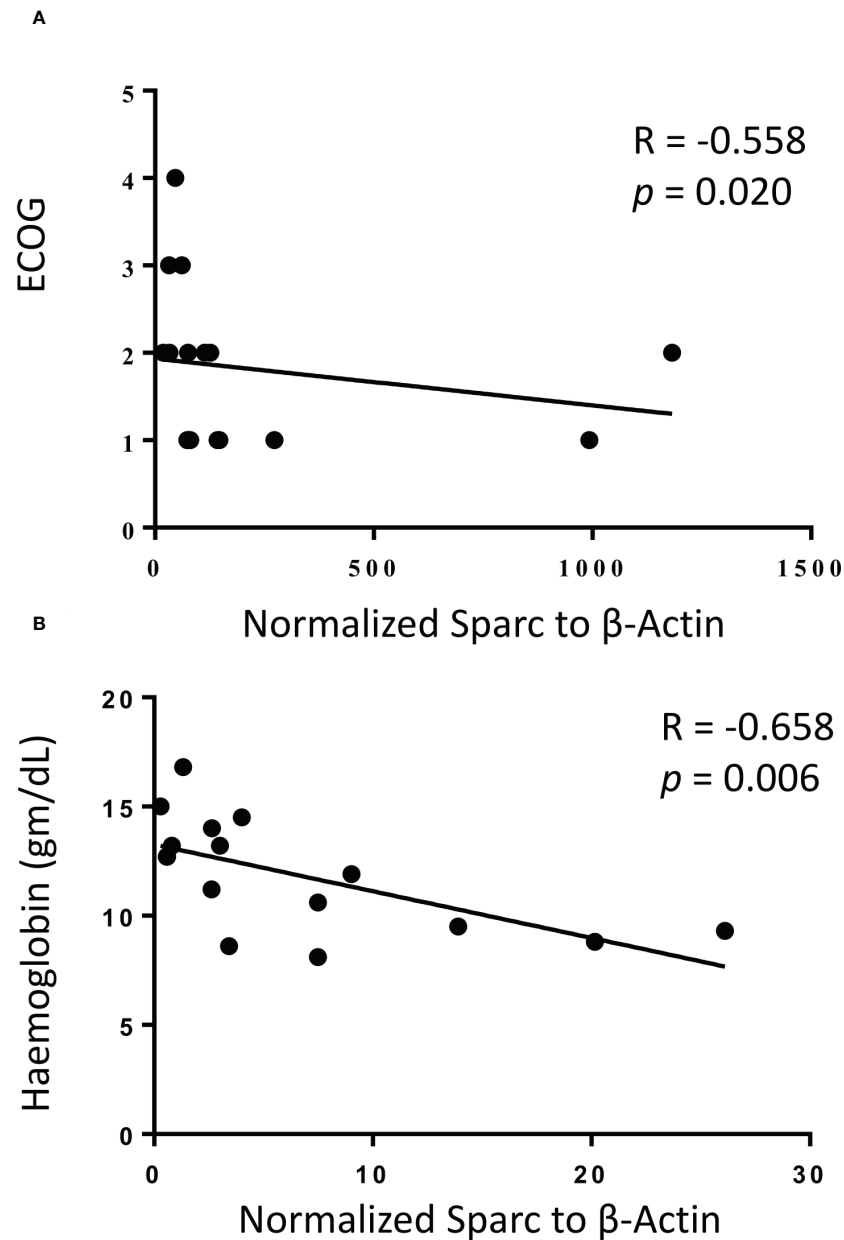 A
5
4
3
2
1
0
ECOG
R = -0.558
p = 0.020
0 500 1000 1500
Normalized Sparc to β-Actin
B
20
15
10
5
0
Haemoglobin (gm/dL)
R = -0.658
p = 0.006
0 10 20 30
Normalized Sparc to β-Actin